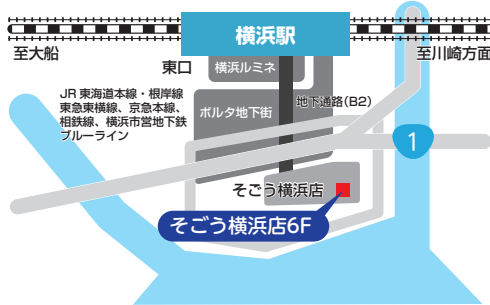 横浜駅
至大船
至川崎方面
東口
横浜ルミネ
JR東海道本線・根岸線
東急東横線、京急本線、
相鉄線、横浜市営地下鉄
ブルーライン
ポルタ地下街
地下通路(B2)
1
そごう横浜店
そごう横浜店6F